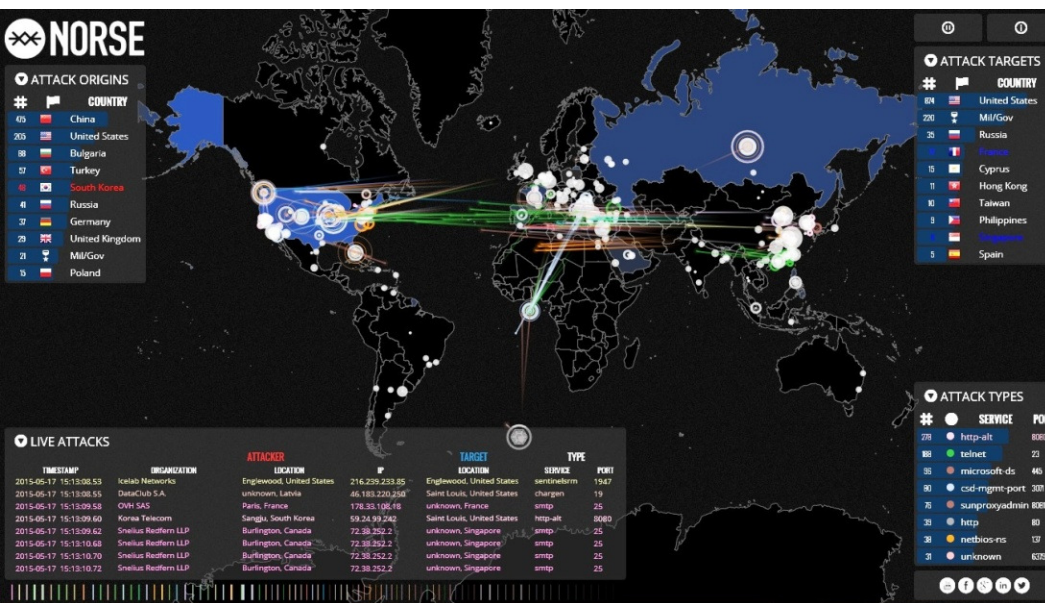 NORSE
ATTACK ORIGINS
# COUNTRY
475 China
205 United States
88 Bulgaria
57 Turkey
48 South Korea
41 Russia
37 Germany
29 United Kingdom
21 Mil/Gov
15 Poland
ATTACK TARGETS
# COUNTRY
874 United States
220 Mil/Gov
35 Russia
France
15 Cyprus
11 Hong Kong
10 Taiwan
9 Philippines
Singapore
5 Spain
LIVE ATTACKS
ATTACKER TARGET TYPE
TIMESTAMP ORGANIZATION LOCATION IP LOCATION SERVICE PORT
2015-05-17 15:13:08.53 Icelab Networks Englewood, United States 216.239.233.85 Englewood, United States sentinelsrm 1947
2015-05-17 15:13:08.55 DataClub S.A. unknown, Latvia 46.183.220.250 Saint Louis, United States chargen 19
2015-05-17 15:13:09.58 OVH SAS Paris, France 178.33.108.18 unknown, France smtp 25
2015-05-17 15:13:09.60 Korea Telecom Sangju, South Korea 59.24.99.242 Saint Louis, United States http-alt 8080
2015-05-17 15:13:09.62 Snelius Redfern LLP Burlington, Canada 72.38.252.2 unknown, Singapore smtp 25
2015-05-17 15:13:10.68 Snelius Redfern LLP Burlington, Canada 72.38.252.2 unknown, Singapore smtp 25
2015-05-17 15:13:10.70 Snelius Redfern LLP Burlington, Canada 72.38.252.2 unknown, Singapore smtp 25
2015-05-17 15:13:10.72 Snelius Redfern LLP Burlington, Canada 72.38.252.2 unknown, Singapore smtp 25
ATTACK TYPES
# SERVICE PO
278 http-alt 8080
188 telnet 23
microsoft-ds 445
csd-mgmt-port
76 sunproxyadmin
39 http 80
38 netbios-ns 137
31 unknown